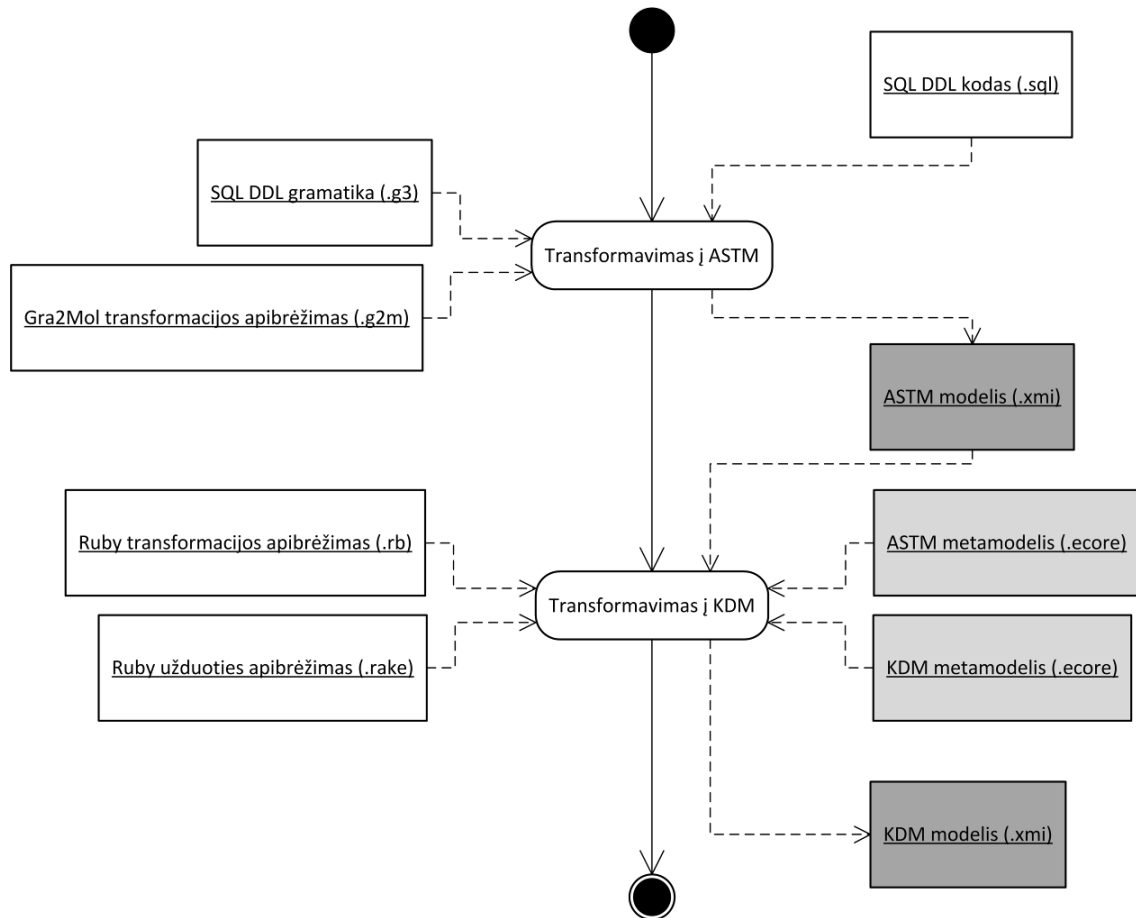 SQL DDL kodas (.sql)
SQL DDL gramatika (.g3)
Transformavimas į ASTM
Gra2Mol transformacijos apibrėžimas (.g2m)
ASTM modelis (.xmi)
Ruby transformacijos apibrėžimas (.rb)
ASTM metamodelis (.ecore)
Transformavimas į KDM
Ruby užduoties apibrėžimas (.rake)
KDM metamodelis (.ecore)
KDM modelis (.xmi)